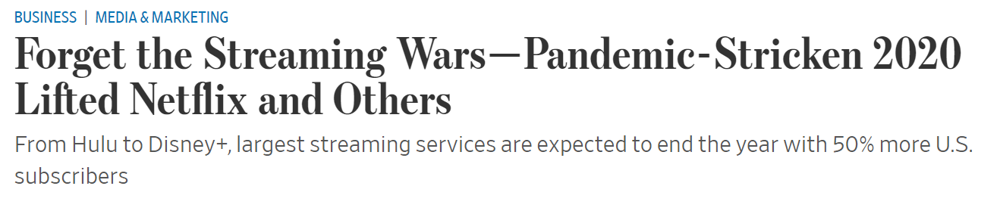 BUSINESS | MEDIA & MARKETING
Forget the Streaming Wars—Pandemic-Stricken 2020
Lifted Netflix and Others
From Hulu to Disney+, largest streaming services are expected to end the year with 50% more U.S.
subscribers